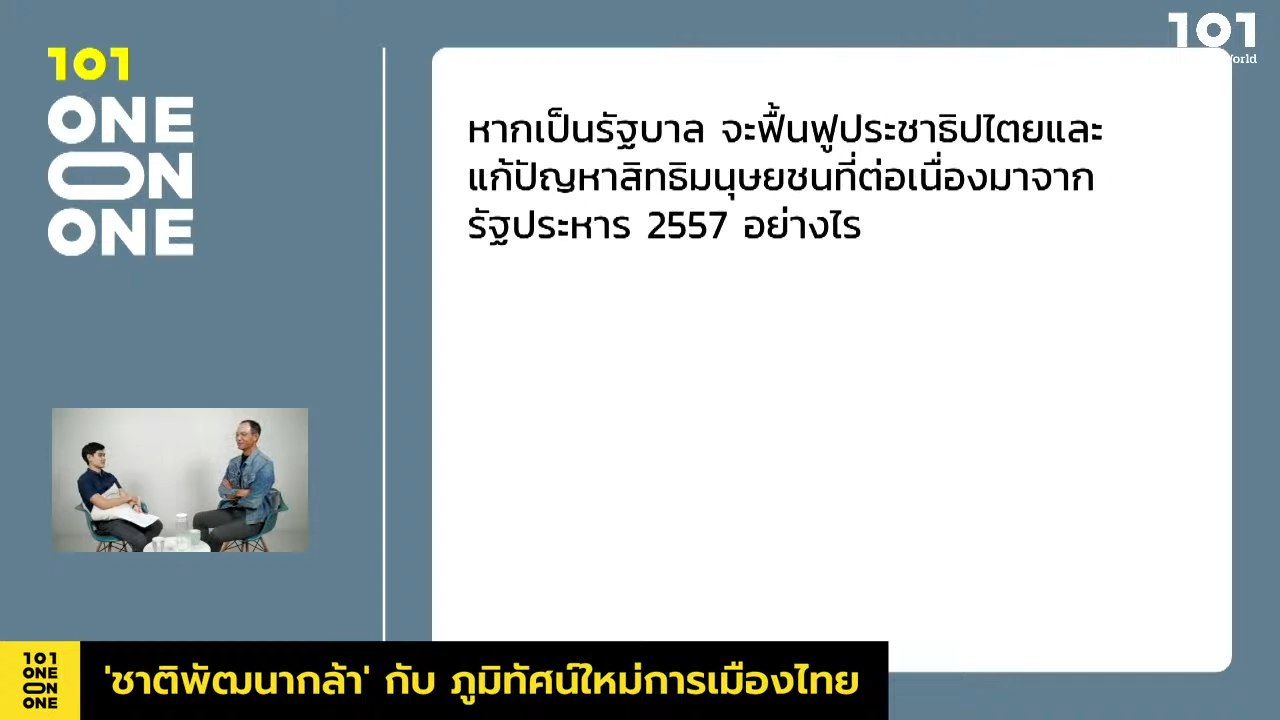 101
ONE
ON
ONE
101
World
หากเป็นรัฐบาล จะฟื้นฟูประชาธิปไตยและ
แก้ปัญหาสิทธิมนุษยชนที่ต่อเนื่องมาจาก
รัฐประหาร 2557 อย่างไร
101
ONE
ON
ONE
'ชาติพัฒนากล้า' กับ ภูมิทัศน์ใหม่การเมืองไทย